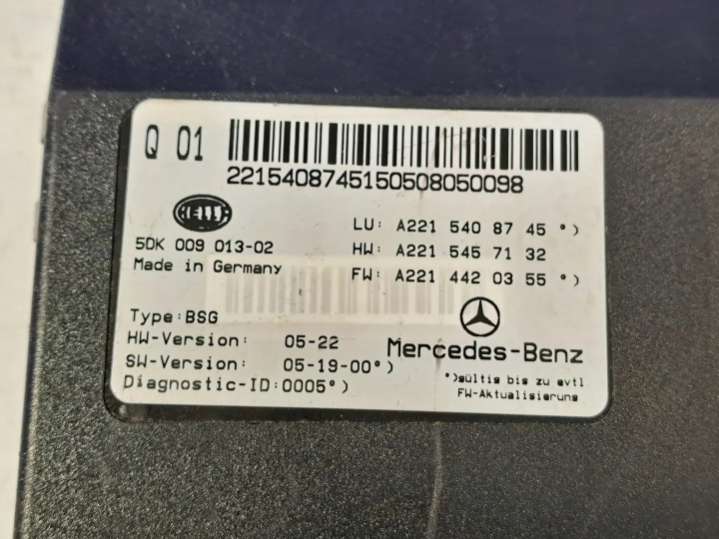 Q 01
22154087451505080500​98
HELLA
5DK 009 013-02
Made in Germany
LU: A221 540 87 45 °)
HW: A221 545 71 32
FW: A221 442 03 55 °)
Type:BSG
HW-Version: 05-22
SW-Version: 05-19-00°)
Diagnostic-ID:0005°)
Mercedes-Benz
°)gültig bis zu evtl
FW-Aktualisierung